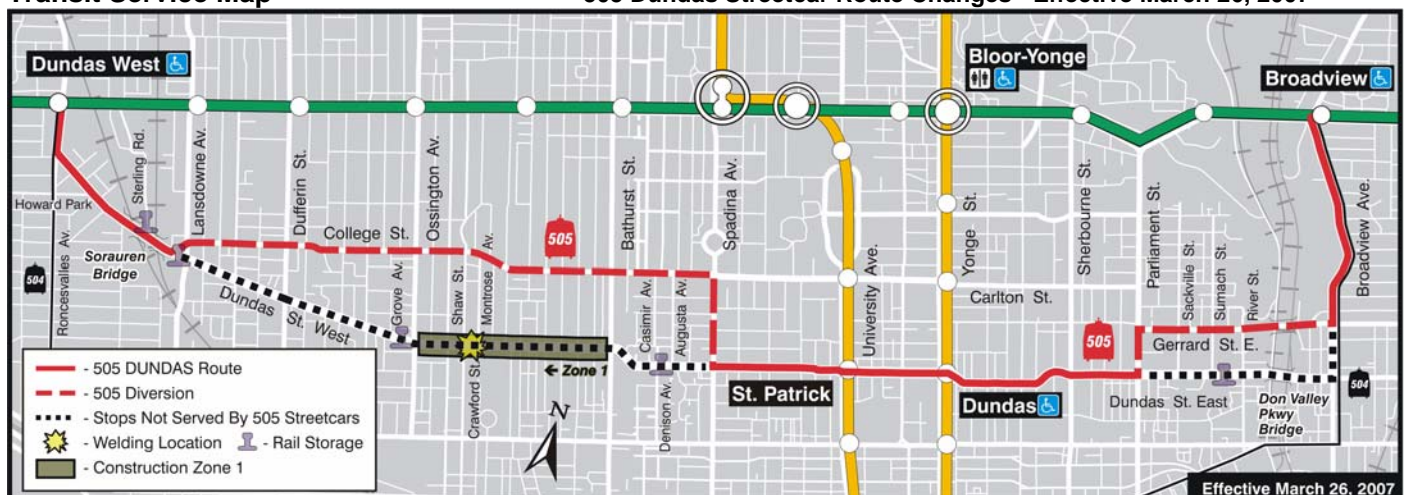 Transit Service Map
505 Dundas Streetcar Route Changes - Effective March 26, 2007
Dundas West
Bloor-Yonge
Broadview
Sterling Rd.
Lansdowne Av.
Dufferin St.
Ossington Av.
Bathurst St.
Spadina Av.
Yonge St.
Sherbourne St.
Parliament St.
Broadview Ave.
Howard Park
College St.
Montrose Av.
505
University Ave.
Sackville St.
Sumach St.
River St.
Sorauren
Bridge
504
Roncesvalles Av.
Dundas St. West
Grove Av.
Shaw St.
Casimir Av.
Augusta Av.
Carlton St.
505
Gerrard St. E.
← Zone 1
Crawford St.
Denison Av.
N
St. Patrick
Dundas
Dundas St. East
Don Valley
Pkwy
Bridge
504
- 505 DUNDAS Route
- 505 Diversion
- Stops Not Served By 505 Streetcars
- Welding Location
- Rail Storage
- Construction Zone 1
Effective March 26, 2007